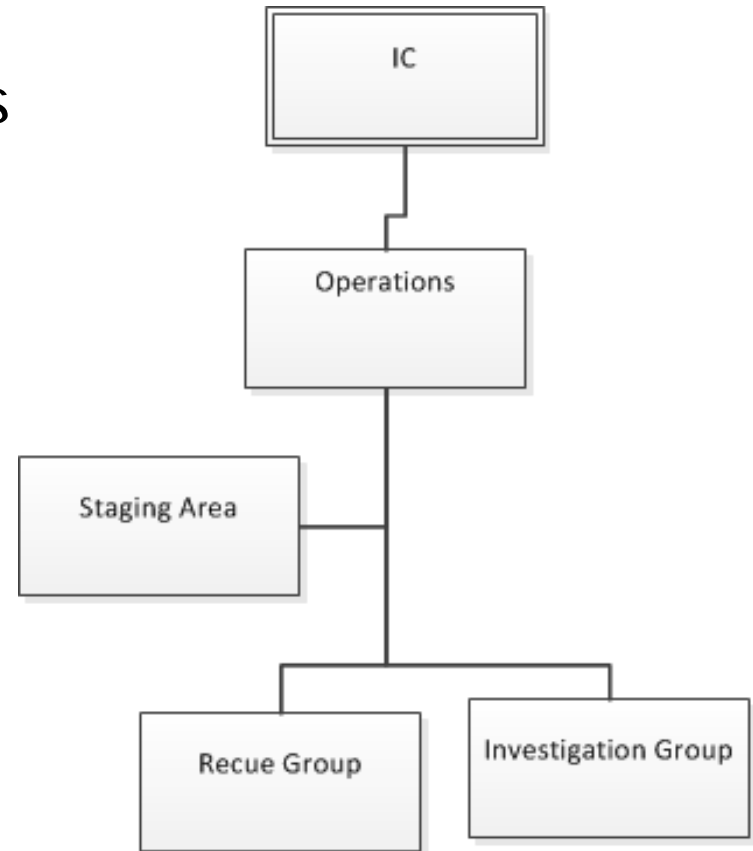 IC
s
Operations
Staging Area
Recue Group
Investigation Group